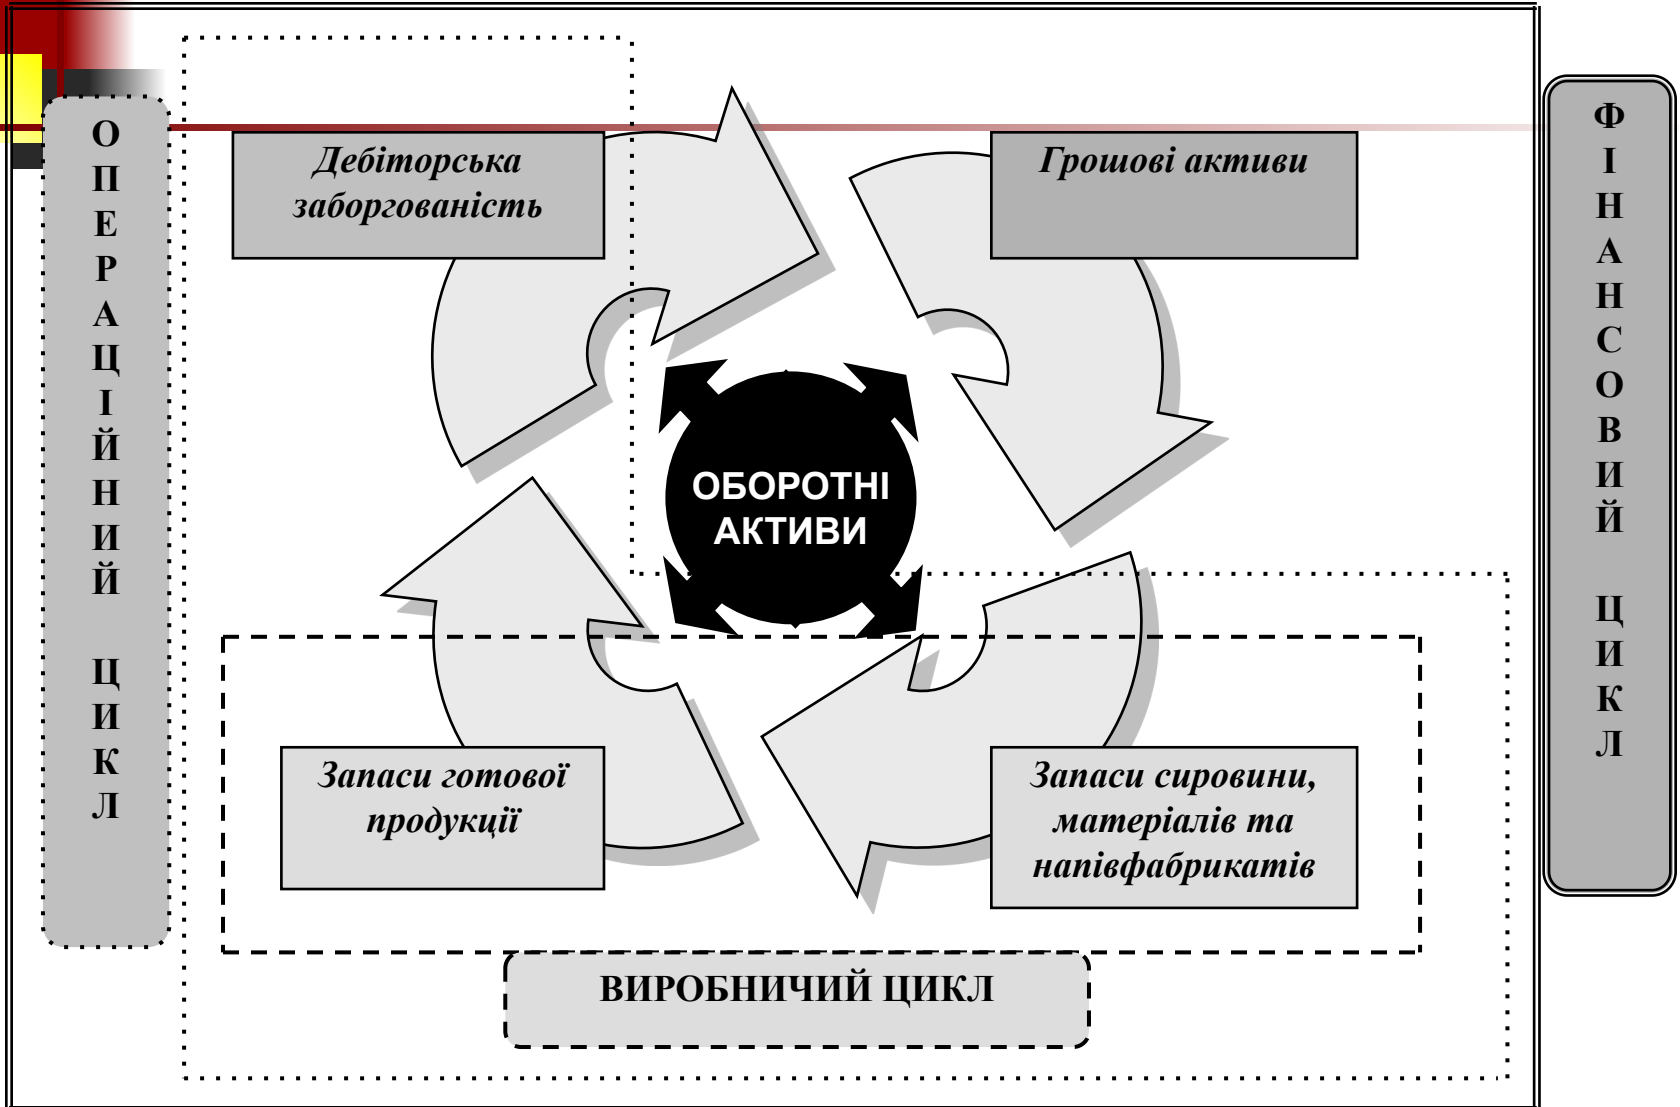 ОПЕРАЦІЙНИЙ ЦИКЛ
Дебіторська
заборгованість
Грошові активи
ФІНАНСОВИЙ ЦИКЛ
ОБОРОТНІ
АКТИВИ
Запаси готової
продукції
Запаси сировини,
матеріалів та
напівфабрикатів
ВИРОБНИЧИЙ ЦИКЛ